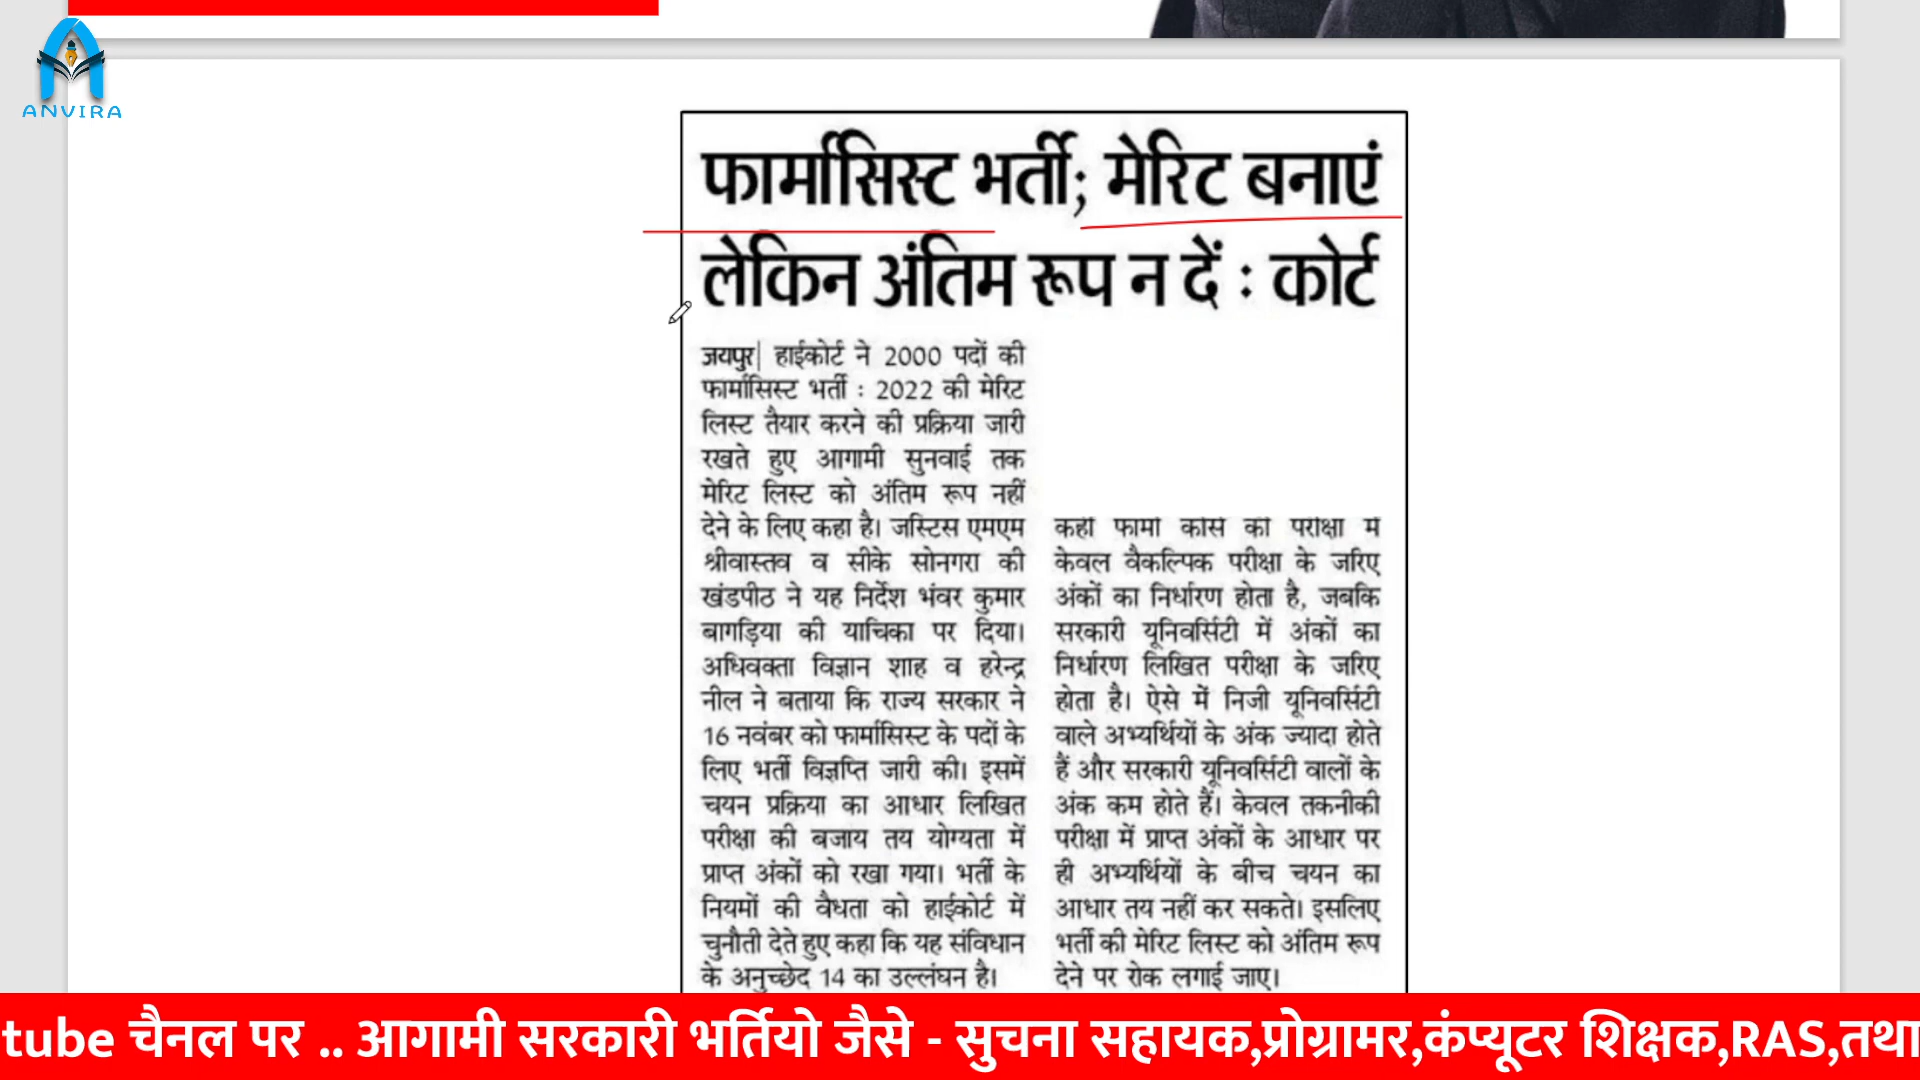 ANVIRA
फार्मासिस्ट भर्ती; मेरिट बनाएं
लेकिन अंतिम रूप न दें : कोर्ट
जयपुर| हाईकोर्ट ने 2000 पदों की
फार्मासिस्ट भर्ती : 2022 की मेरिट
लिस्ट तैयार करने की प्रक्रिया जारी
रखते हुए आगामी सुनवाई तक
मेरिट लिस्ट को अंतिम रूप नहीं
देने के लिए कहा है। जस्टिस एमएम
श्रीवास्तव व सीके सोनगरा की
खंडपीठ ने यह निर्देश भंवर कुमार
बागड़िया की याचिका पर दिया।
अधिवक्ता विज्ञान शाह व हरेन्द्र
नील ने बताया कि राज्य सरकार ने
16 नवंबर को फार्मासिस्ट के पदों के
लिए भर्ती विज्ञप्ति जारी की। इसमें
चयन प्रक्रिया का आधार लिखित
परीक्षा की बजाय तय योग्यता में
प्राप्त अंकों को रखा गया। भर्ती के
नियमों की वैधता को हाईकोर्ट में
चुनौती देते हुए कहा कि यह संविधान
के अनुच्छेद 14 का उल्लंघन है।
कहा फार्मा कोर्स की परीक्षा में
केवल वैकल्पिक परीक्षा के जरिए
अंकों का निर्धारण होता है, जबकि
सरकारी यूनिवर्सिटी में अंकों का
निर्धारण लिखित परीक्षा के जरिए
होता है। ऐसे में निजी यूनिवर्सिटी
वाले अभ्यर्थियों के अंक ज्यादा होते
हैं और सरकारी यूनिवर्सिटी वालों के
अंक कम होते हैं। केवल तकनीकी
परीक्षा में प्राप्त अंकों के आधार पर
ही अभ्यर्थियों के बीच चयन का
आधार तय नहीं कर सकते। इसलिए
भर्ती की मेरिट लिस्ट को अंतिम रूप
देने पर रोक लगाई जाए।
tube चैनल पर .. आगामी सरकारी भर्तियो जैसे - सुचना सहायक,प्रोग्रामर,कंप्यूटर शिक्षक,RAS,तथा